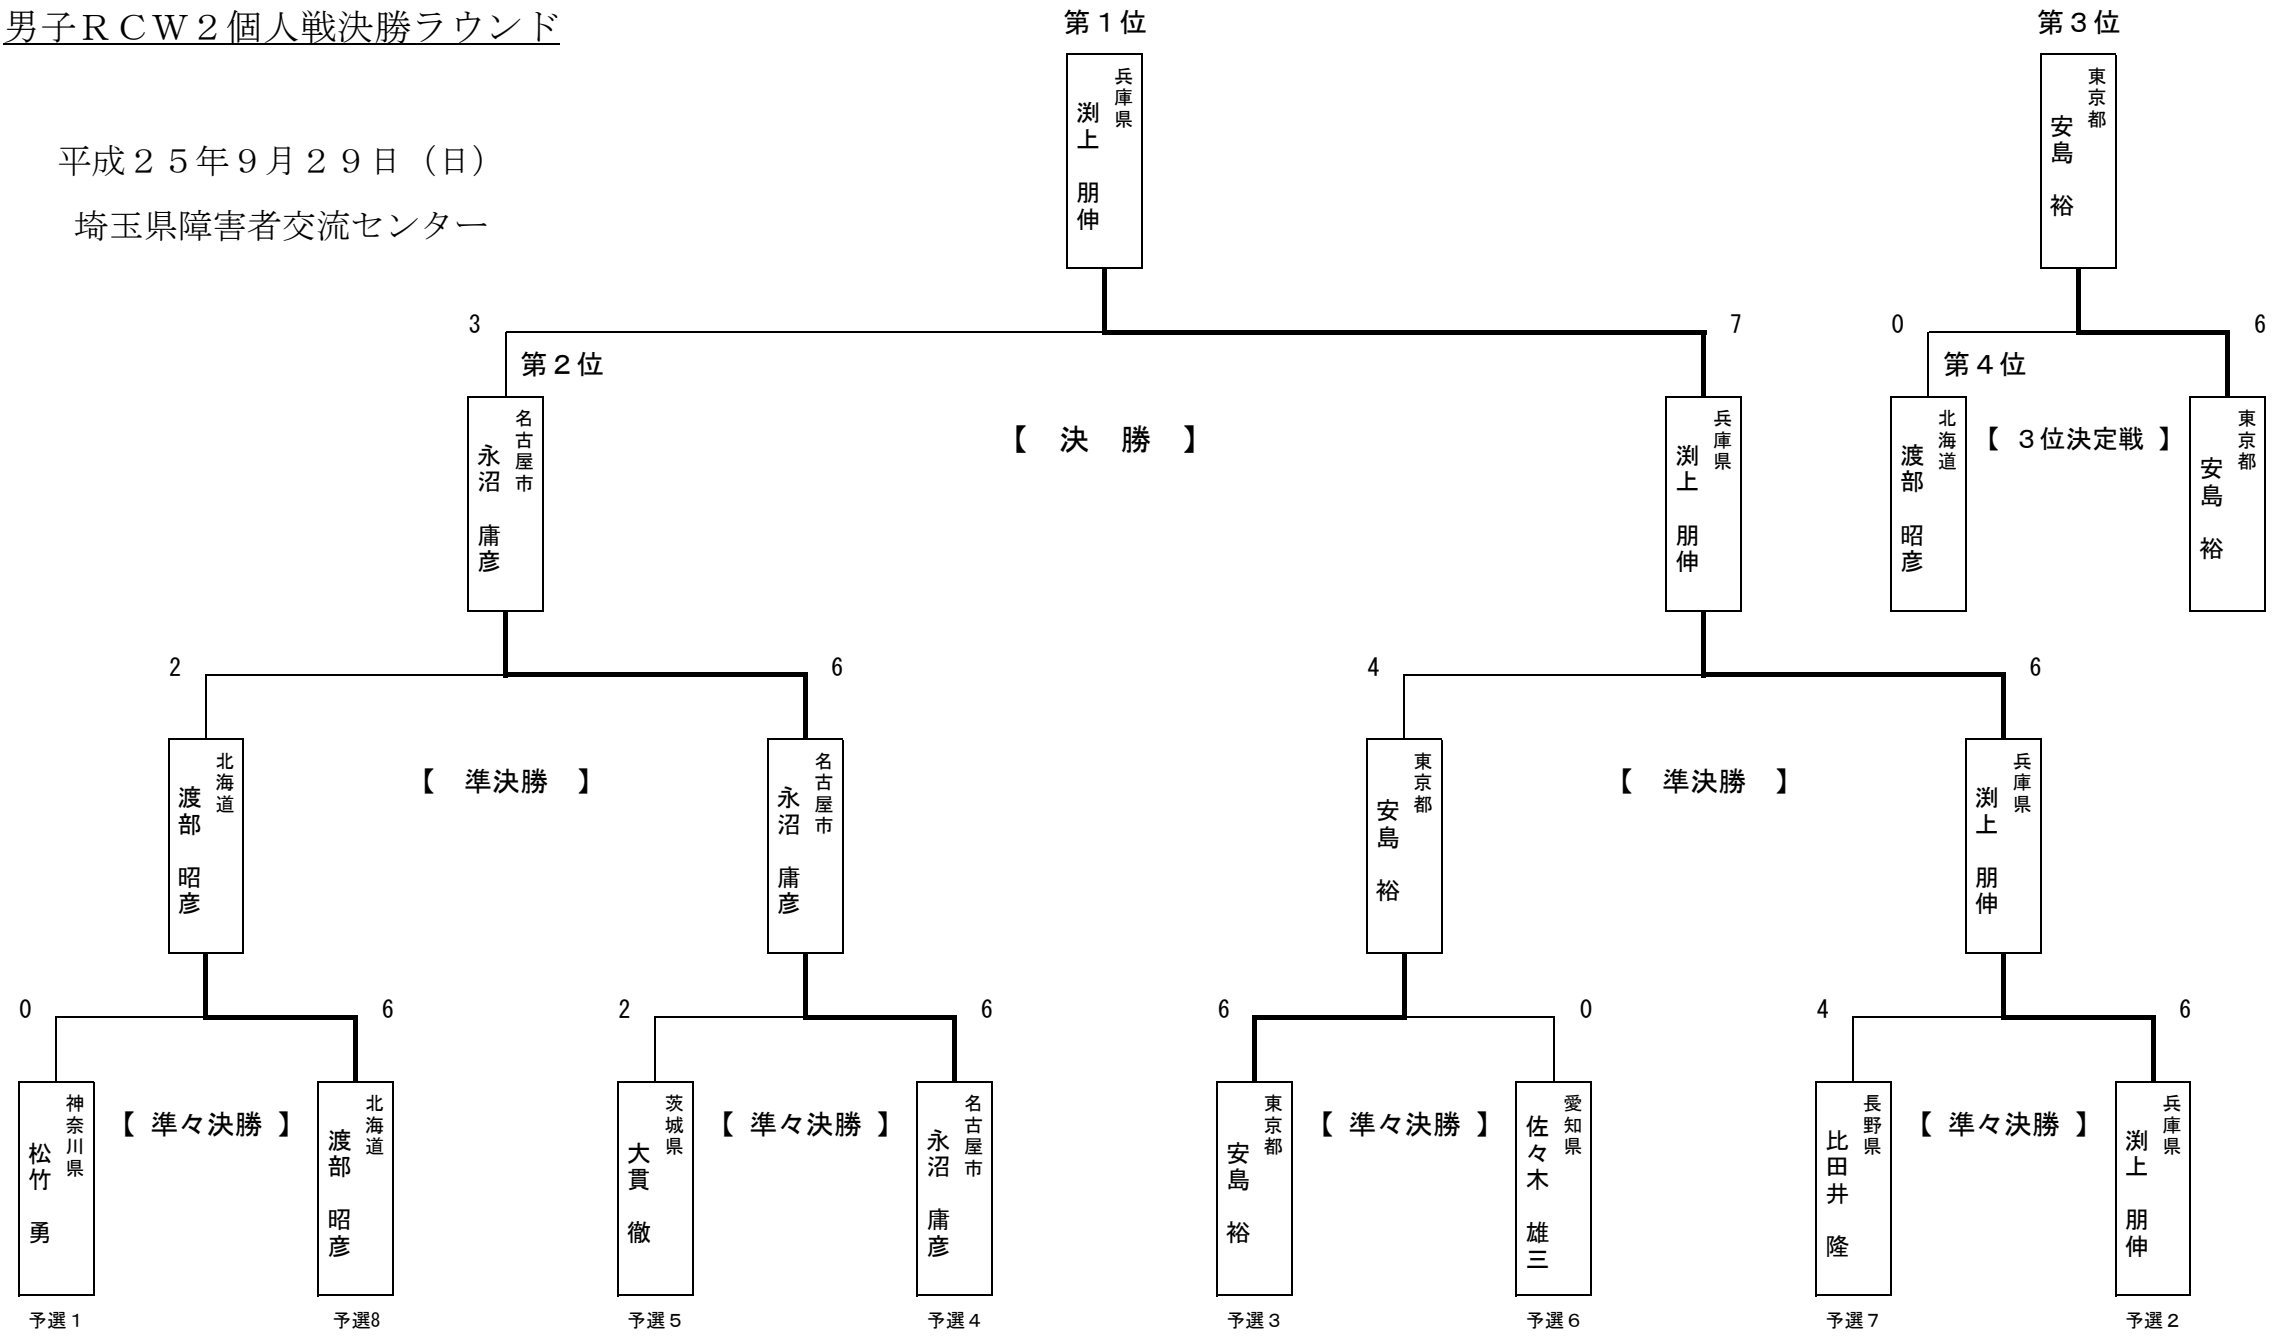 男子ＲＣＷ２個人戦決勝ラウンド
平成２５年９月２９日（日）
埼玉県障害者交流センター
第１位
兵庫県
渕上　朋伸
第３位
東京都
安島　裕
3
7
第２位
名古屋市
永沼　庸彦
【　決　勝　】
兵庫県
渕上　朋伸
0
6
第４位
北海道
渡部　昭彦
【 ３位決定戦 】
東京都
安島　裕
2
6
北海道
渡部　昭彦
【　準決勝　】
名古屋市
永沼　庸彦
4
6
東京都
安島　裕
【　準決勝　】
兵庫県
渕上　朋伸
0
6
神奈川県
松竹　勇
【 準々決勝 】
北海道
渡部　昭彦
2
6
茨城県
大貫　徹
【 準々決勝 】
名古屋市
永沼　庸彦
6
0
東京都
安島　裕
【 準々決勝 】
愛知県
佐々木　雄三
4
6
長野県
比田井　隆
【 準々決勝 】
兵庫県
渕上　朋伸
予選１
予選8
予選５
予選４
予選３
予選６
予選７
予選２